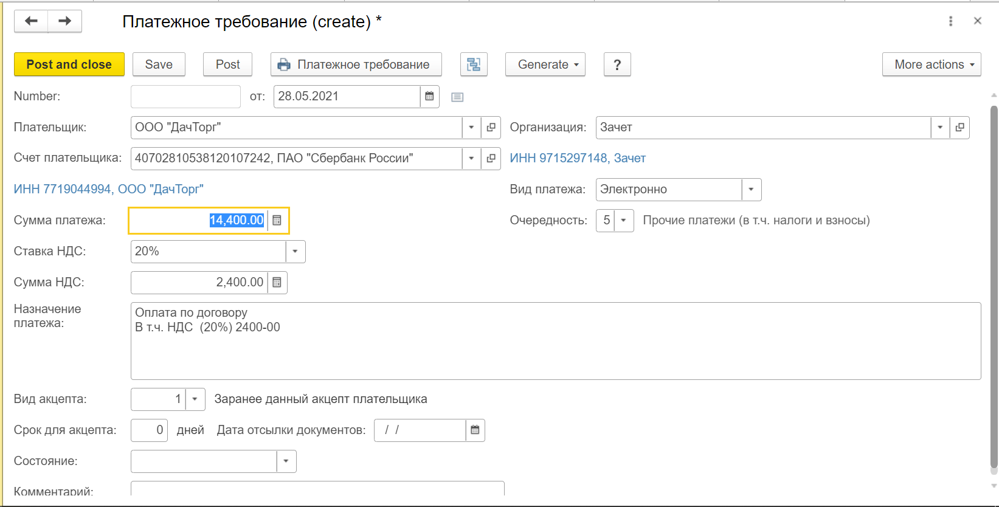 Платежное требование (create) *
Post and close Save Post Платежное требование Generate ? More actions
Number: от: 28.05.2021
Плательщик: ООО "ДачТорг" Организация: Зачет
Счет плательщика: 40702810538120107242, ПАО "Сбербанк России" ИНН 9715297148, Зачет
ИНН 7719044994, ООО "ДачТорг" Вид платежа: Электронно
Сумма платежа: 14,400.00 Очередность: 5 Прочие платежи (в т.ч. налоги и взносы)
Ставка НДС: 20%
Сумма НДС: 2,400.00
Назначение платежа:
Оплата по договору
В т.ч. НДС (20%) 2400-00
Вид акцепта: 1 Заранее данный акцепт плательщика
Срок для акцепта: 0 дней Дата отсылки документов: / /
Состояние:
Комментарий: